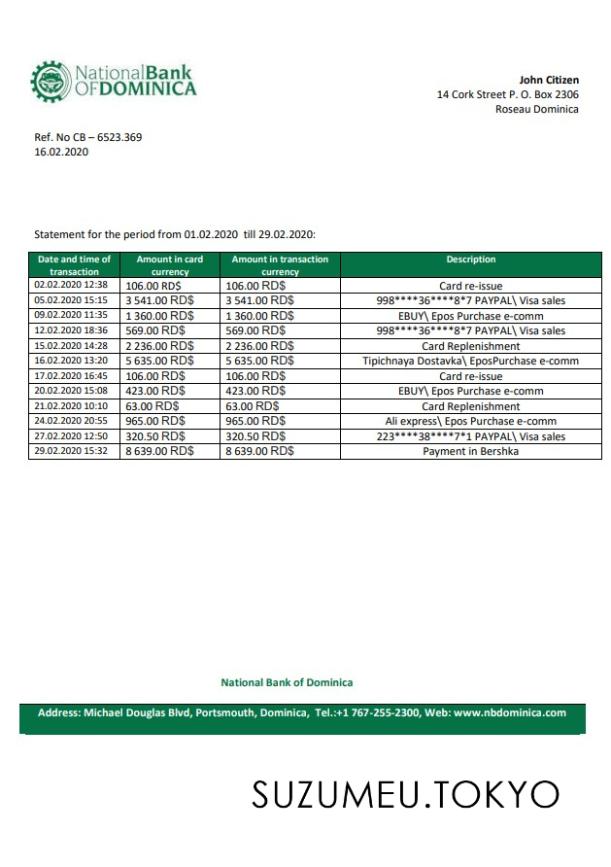 NationalBank
OFDOMINICA
John Citizen
14 Cork Street P. O. Box 2306
Roseau Dominica
Ref. No CB – 6523.369
16.02.2020
Statement for the period from 01.02.2020 till 29.02.2020:
Date and time of transaction Amount in card currency Amount in transaction currency Description
02.02.2020 12:38 106.00 RD$ 106.00 RD$ Card re-issue
05.02.2020 15:15 3 541.00 RD$ 3 541.00 RD$ 998****36****8*7 PAYPAL\ Visa sales
09.02.2020 11:35 1 360.00 RD$ 1 360.00 RD$ EBUY\ Epos Purchase e-comm
12.02.2020 18:36 569.00 RD$ 569.00 RD$ 998****36****8*7 PAYPAL\ Visa sales
15.02.2020 14:28 2 236.00 RD$ 2 236.00 RD$ Card Replenishment
16.02.2020 13:20 5 635.00 RD$ 5 635.00 RD$ Tipichnaya Dostavka\ EposPurchase e-comm
17.02.2020 16:45 106.00 RD$ 106.00 RD$ Card re-issue
20.02.2020 15:08 423.00 RD$ 423.00 RD$ EBUY\ Epos Purchase e-comm
21.02.2020 10:10 63.00 RD$ 63.00 RD$ Card Replenishment
24.02.2020 20:55 965.00 RD$ 965.00 RD$ Ali express\ Epos Purchase e-comm
27.02.2020 12:50 320.50 RD$ 320.50 RD$ 223****38****7*1 PAYPAL\ Visa sales
29.02.2020 15:32 8 639.00 RD$ 8 639.00 RD$ Payment in Bershka
National Bank of Dominica
Address: Michael Douglas Blvd, Portsmouth, Dominica, Tel.:+1 767-255-2300, Web: www.nbdominica.com
SUZUMEU.TOKYO